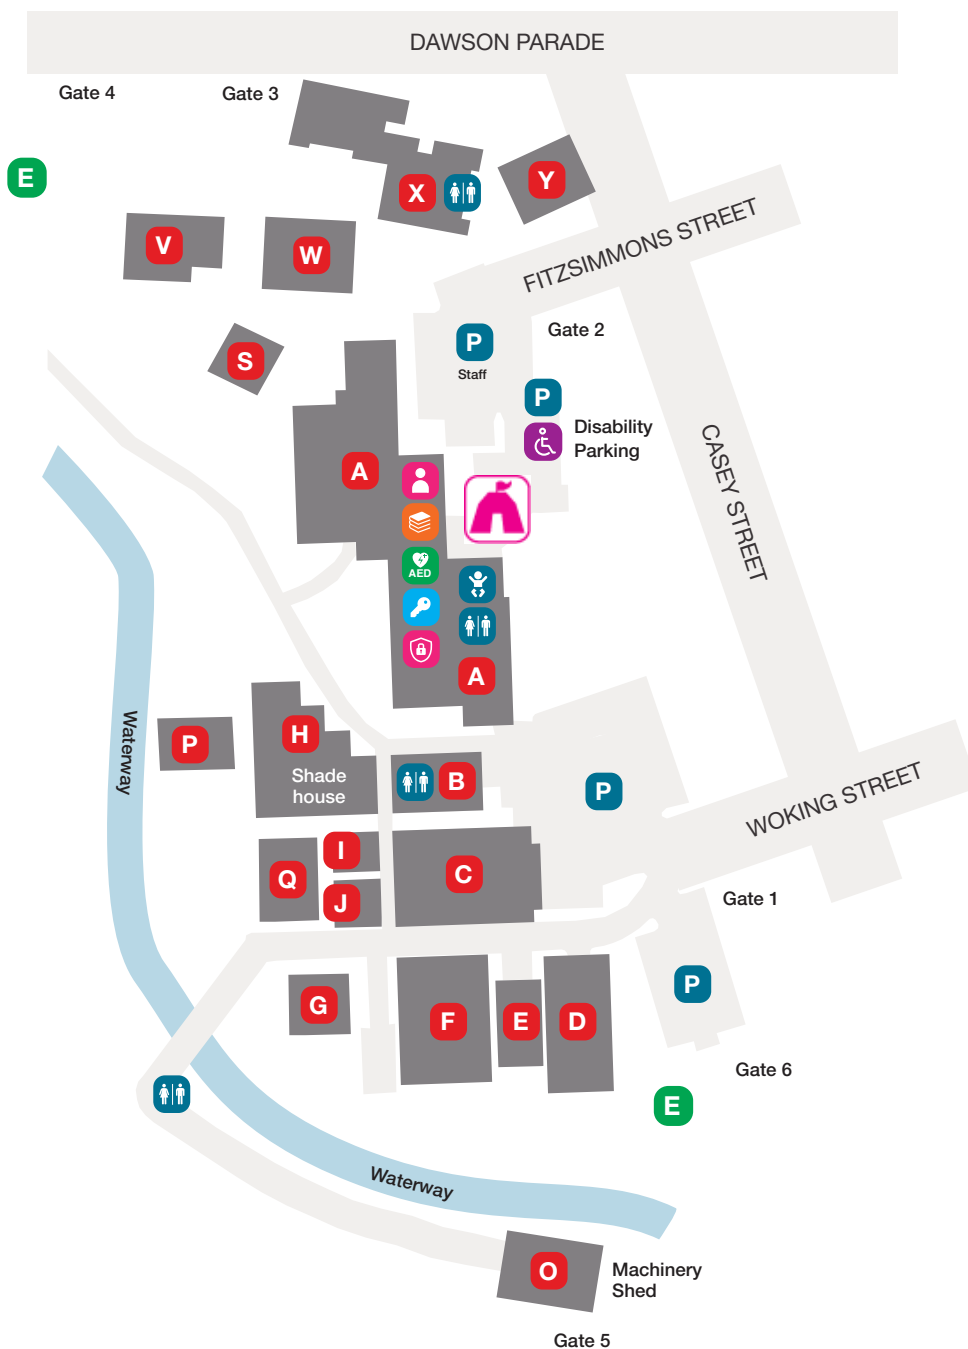 DAWSON PARADE
Gate 4
Gate 3
E
X
Y
V
W
FITZSIMMONS STREET
Gate 2
P
Staff
S
P
Disability
Parking
A
CASEY STREET
AED
A
Waterway
P
H
Shade
house
B
P
WOKING STREET
I
Q
J
C
Gate 1
G
F
E
D
P
Gate 6
E
Waterway
O
Machinery
Shed
Gate 5